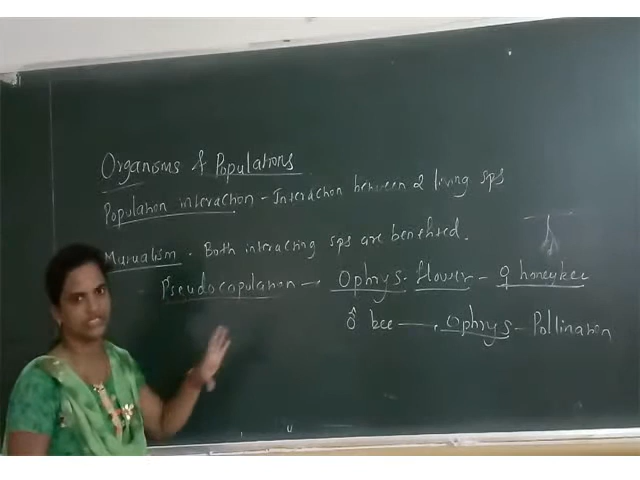 Organisms & Populations
Population interaction - Interaction between 2 living sps
Mutualism - Both interacting sps are benefited.
Pseudocopulation → Ophrys flower - ♀ honeybee
♂ bee → Ophrys - Pollination